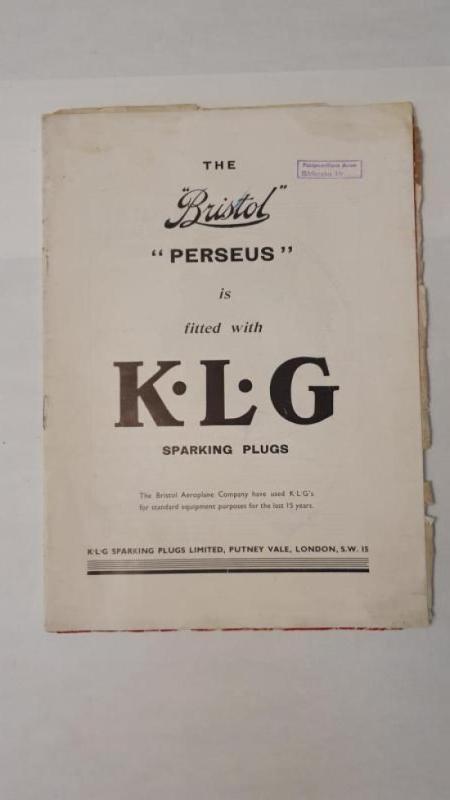 THE
"Bristol"
"PERSEUS"
is
fitted with
K·L·G
SPARKING PLUGS
The Bristol Aeroplane Company have used K·L·G's
for standard equipment purposes for the last 15 years.
K·L·G SPARKING PLUGS LIMITED, PUTNEY VALE, LONDON, S.W. 15